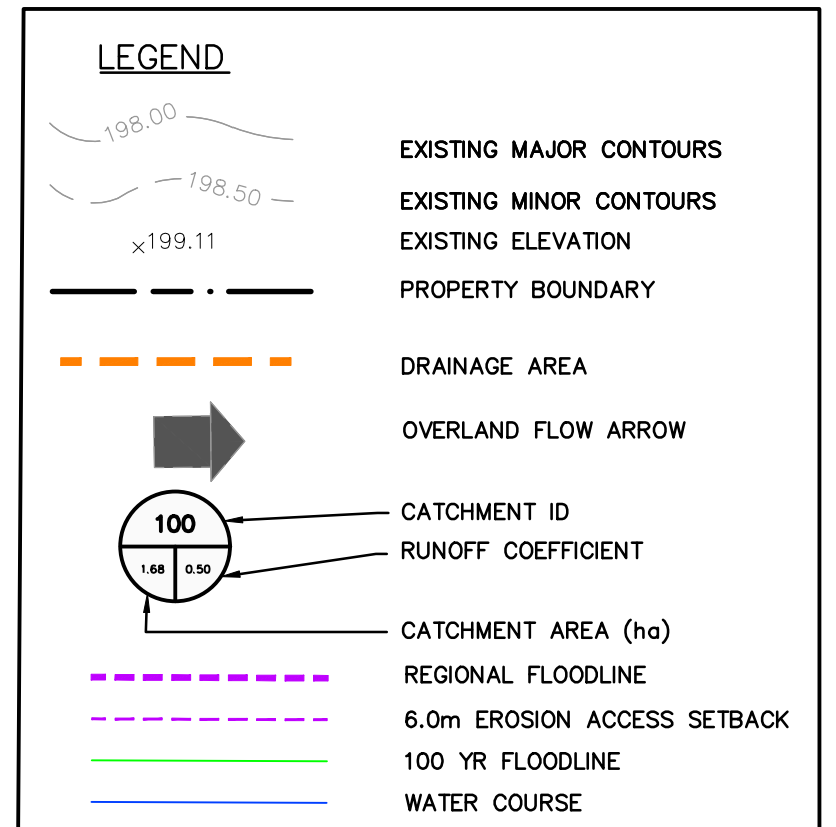 LEGEND
198.00
EXISTING MAJOR CONTOURS
198.50
EXISTING MINOR CONTOURS
x199.11
EXISTING ELEVATION
PROPERTY BOUNDARY
DRAINAGE AREA
OVERLAND FLOW ARROW
100
CATCHMENT ID
1.68
0.50
RUNOFF COEFFICIENT
CATCHMENT AREA (ha)
REGIONAL FLOODLINE
6.0m EROSION ACCESS SETBACK
100 YR FLOODLINE
WATER COURSE